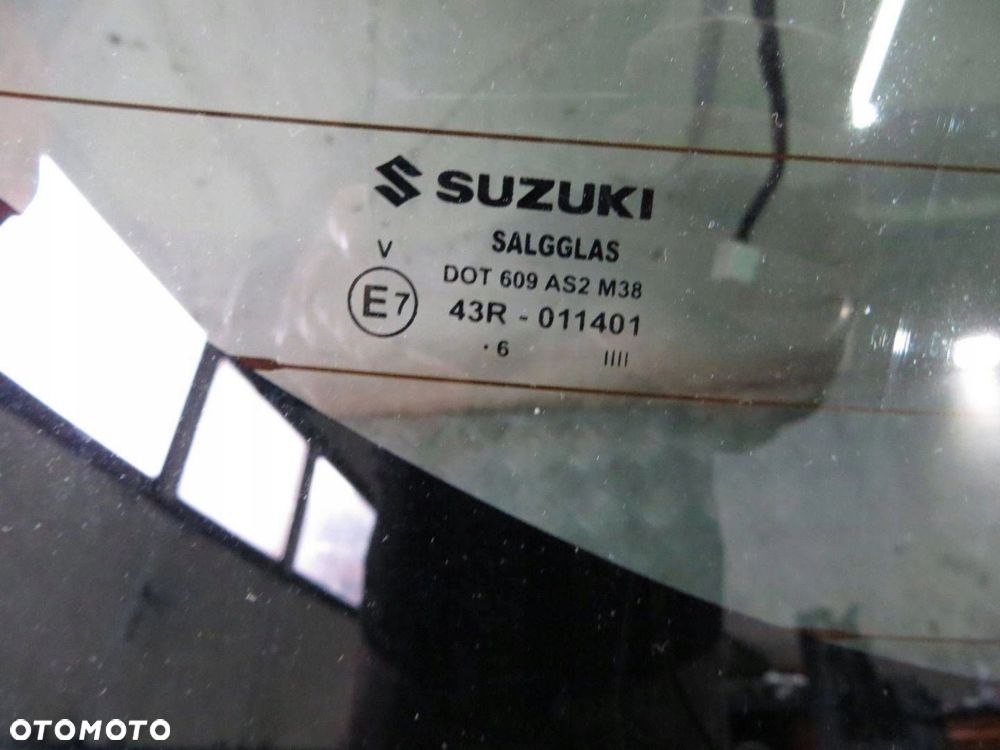 SUZUKI
SALGGLAS
V
DOT 609 AS2 M38
E7
43R - 011401
· 6 IIII
OTOMOTO